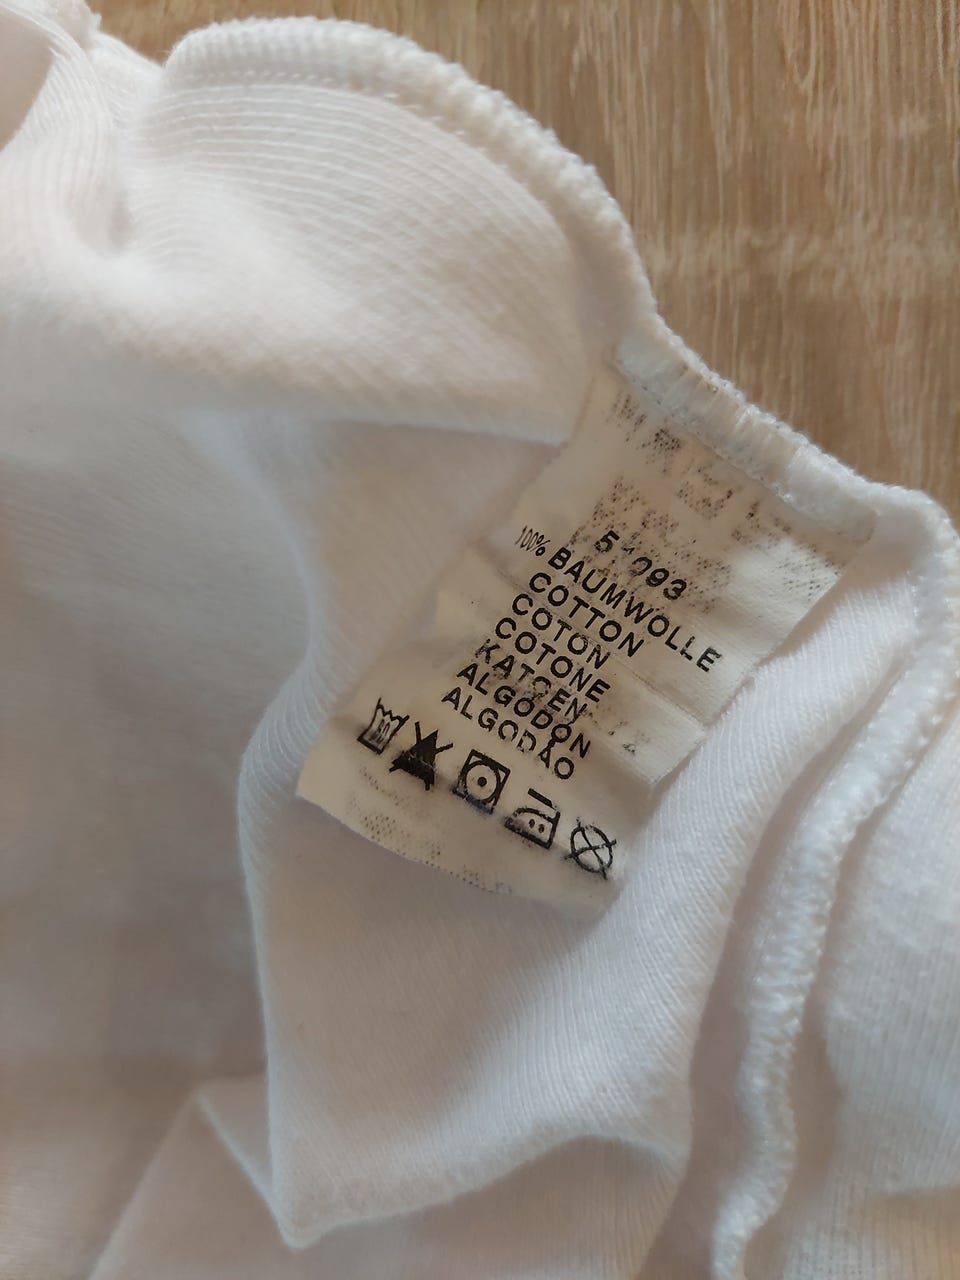 100% BAUMWOLLE
COTTON
COTON
COTONE
KATOEN
ALGODON
ALGODÃO